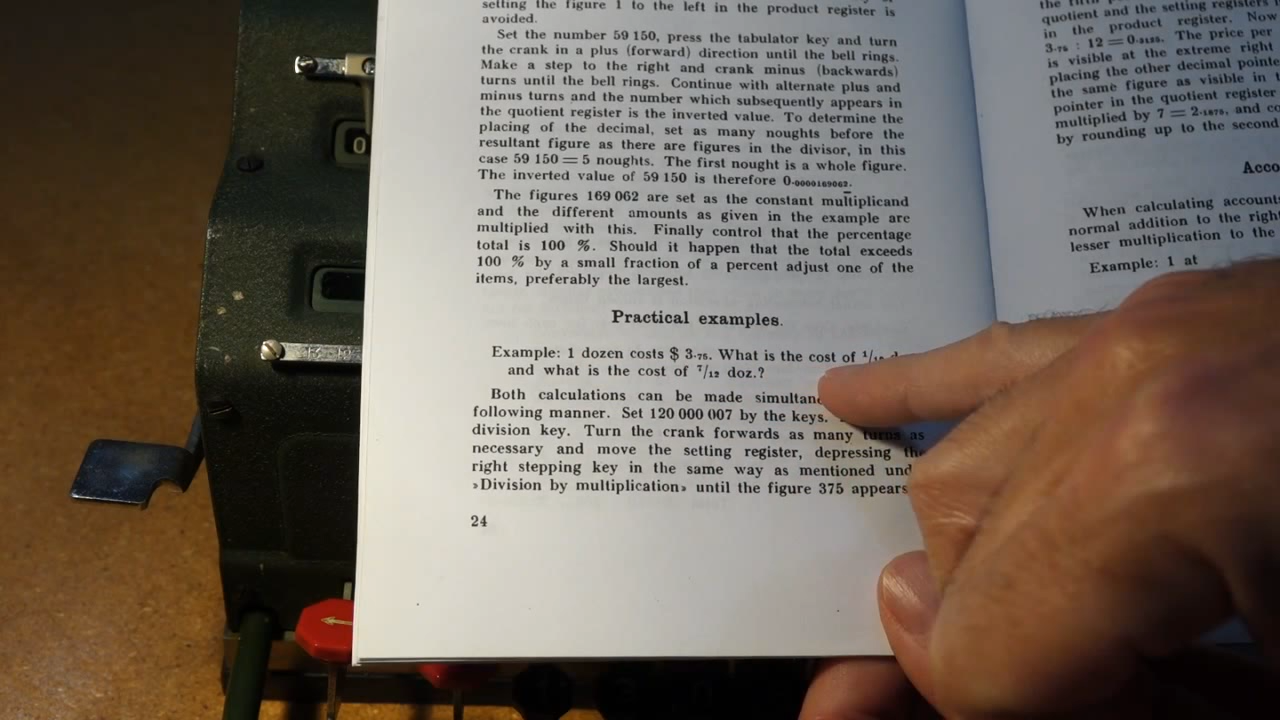 setting the figure 1 to the left in the product register is
avoided.
Set the number 59 150, press the tabulator key and turn
the crank in a plus (forward) direction until the bell rings.
Make a step to the right and crank minus (backwards)
turns until the bell rings. Continue with alternate plus and
minus turns and the number which subsequently appears in
the quotient register is the inverted value. To determine the
placing of the decimal, set as many noughts before the
resultant figure as there are figures in the divisor, in this
case 59 150 = 5 noughts. The first nought is a whole figure.
The inverted value of 59 150 is therefore 0.0000169062.
The figures 169 062 are set as the constant multiplicand
and the different amounts as given in the example are
multiplied with this. Finally control that the percentage
total is 100 %. Should it happen that the total exceeds
100 % by a small fraction of a percent adjust one of the
items, preferably the largest.
Practical examples.
Example: 1 dozen costs $ 3.75. What is the cost of
and what is the cost of 7/12 doz.?
Both calculations can be made
following manner. Set 120 000 007 by the keys.
division key. Turn the crank forwards as many turns as
necessary and move the setting register, depressing the
right stepping key in the same way as mentioned
»Division by multiplication» until the figure 375 appears
24
quotient and the setting registers
in the product register. Now
3.75 : 12 = 0.3125. The price per
is visible at the extreme right
placing the other decimal
the same figure as visible in
pointer in the quotient register
multiplied by 7 = 2.1875, and
by rounding up to the second
When calculating
normal addition to the
lesser multiplication to the
Example: 1 at
0